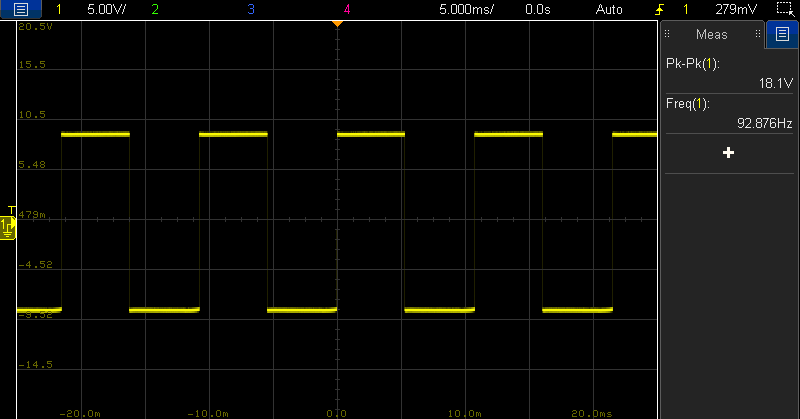 1 5.00V/ 2 3 4 5.000ms/ 0.0s Auto 1 279mV
20.5V
15.5
10.5
5.48
479m
-4.52
-9.52
-14.5
T
1
-20.0m -10.0m 0.0 10.0m 20.0ms
Meas
Pk-Pk(1):
18.1V
Freq(1):
92.876Hz